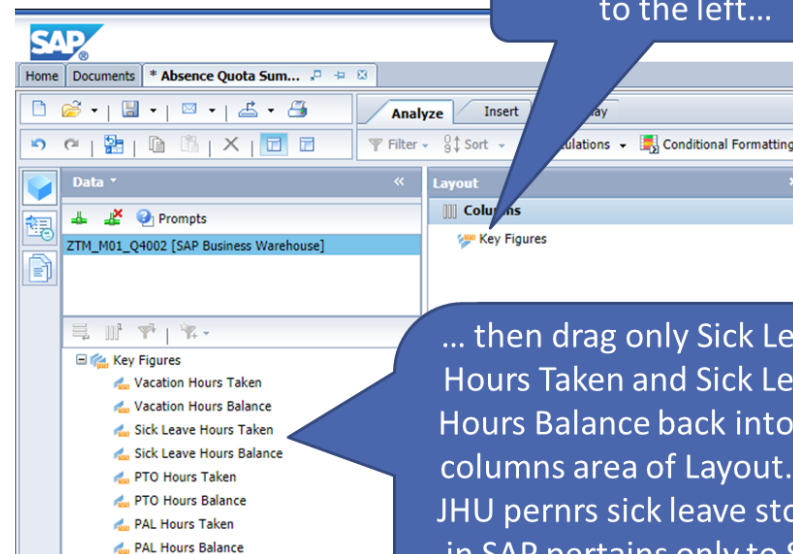 to the left...
SAP
Home Documents * Absence Quota Sum...
Analyze Insert
Filter Sort Conditional Formatting
Data
Layout
Prompts
Columns
ZTM_M01_Q4002 [SAP Business Warehouse]
Key Figures
Key Figures
Vacation Hours Taken
Vacation Hours Balance
Sick Leave Hours Taken
Sick Leave Hours Balance
PTO Hours Taken
PTO Hours Balance
PAL Hours Taken
PAL Hours Balance
... then drag only Sick Le
Hours Taken and Sick Le
Hours Balance back into
columns area of Layout.
JHU pernrs sick leave sto
in SAP pertains only to S